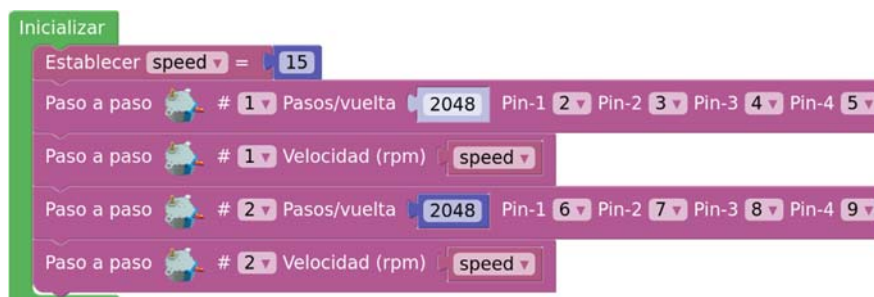 Inicializar
Establecer speed = 15
Paso a paso # 1 Pasos/vuelta 2048 Pin-1 2 Pin-2 3 Pin-3 4 Pin-4 5
Paso a paso # 1 Velocidad (rpm) speed
Paso a paso # 2 Pasos/vuelta 2048 Pin-1 6 Pin-2 7 Pin-3 8 Pin-4 9
Paso a paso # 2 Velocidad (rpm) speed